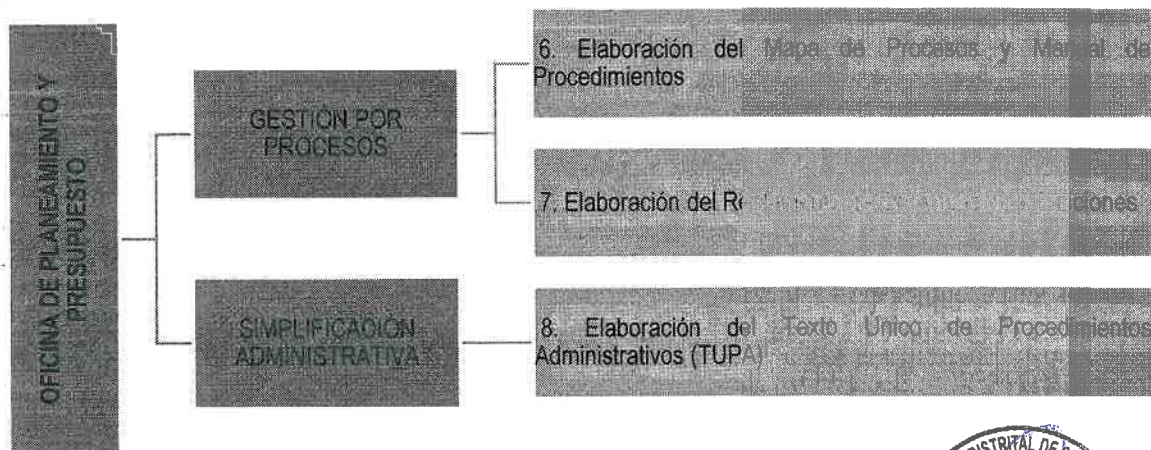 OFICINA DE PLANEAMIENTO Y
PRESUPUESTO
GESTIÓN POR
PROCESOS
6. Elaboración del Mapa de Procesos y Manual de
Procedimientos
7. Elaboración del
SIMPLIFICACIÓN
ADMINISTRATIVA
8. Elaboración del Texto Único de Procedimientos
Administrativos (TUPA)
DISTRITAL DE